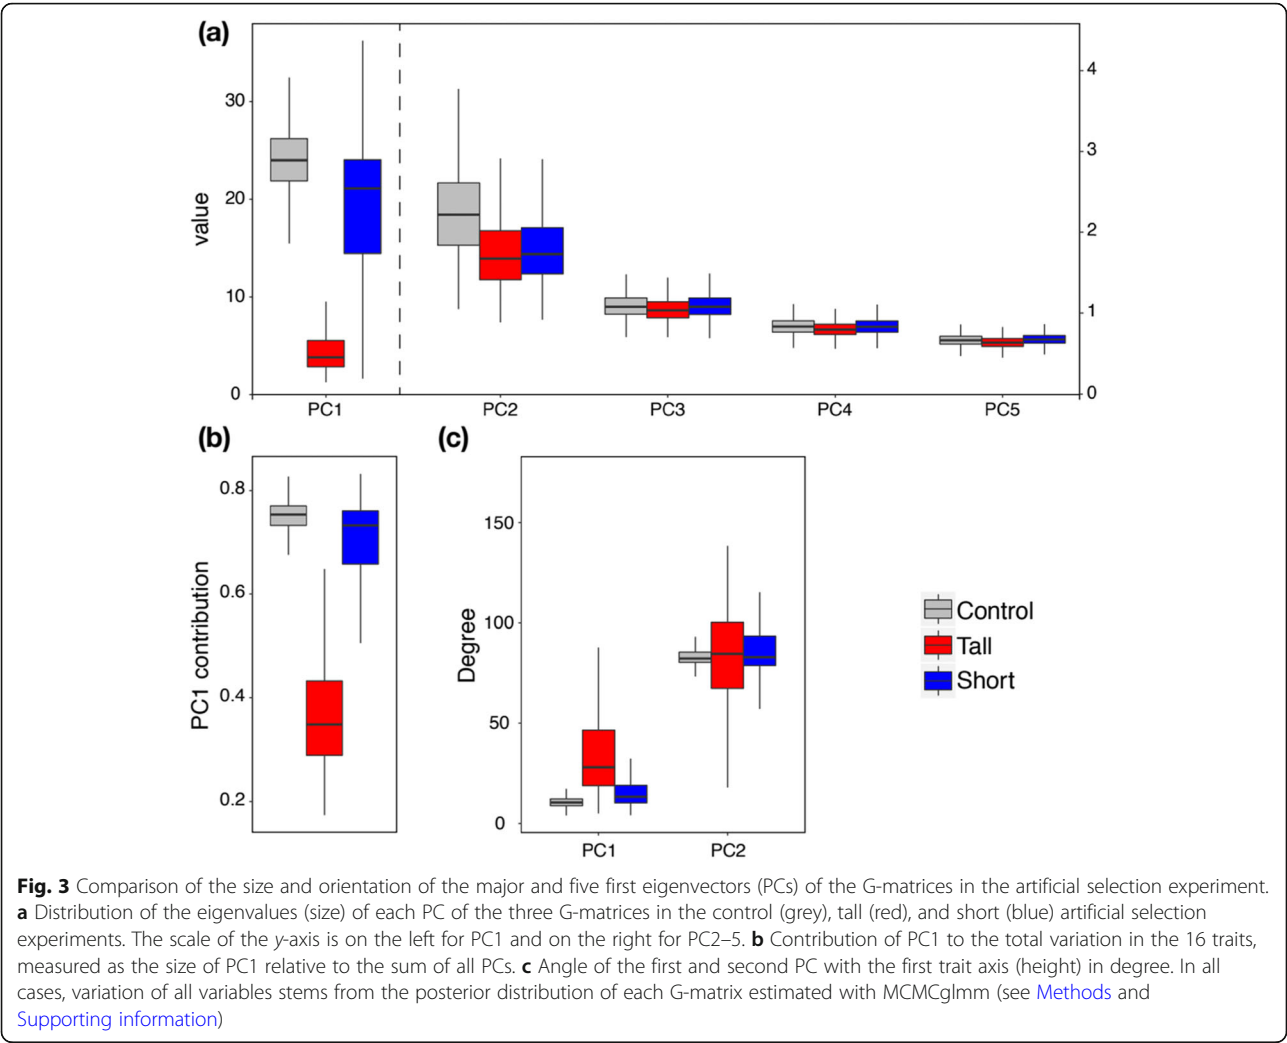 (a)
value
30
20
10
0
4
3
2
1
0
PC1 PC2 PC3 PC4 PC5
(b)
PC1 contribution
0.8
0.6
0.4
0.2
(c)
Degree
150
100
50
0
PC1 PC2
Control
Tall
Short
Fig. 3 Comparison of the size and orientation of the major and five first eigenvectors (PCs) of the G-matrices in the artificial selection experiment.
a Distribution of the eigenvalues (size) of each PC of the three G-matrices in the control (grey), tall (red), and short (blue) artificial selection
experiments. The scale of the y-axis is on the left for PC1 and on the right for PC2–5. b Contribution of PC1 to the total variation in the 16 traits,
measured as the size of PC1 relative to the sum of all PCs. c Angle of the first and second PC with the first trait axis (height) in degree. In all
cases, variation of all variables stems from the posterior distribution of each G-matrix estimated with MCMCglmm (see Methods and
Supporting information)